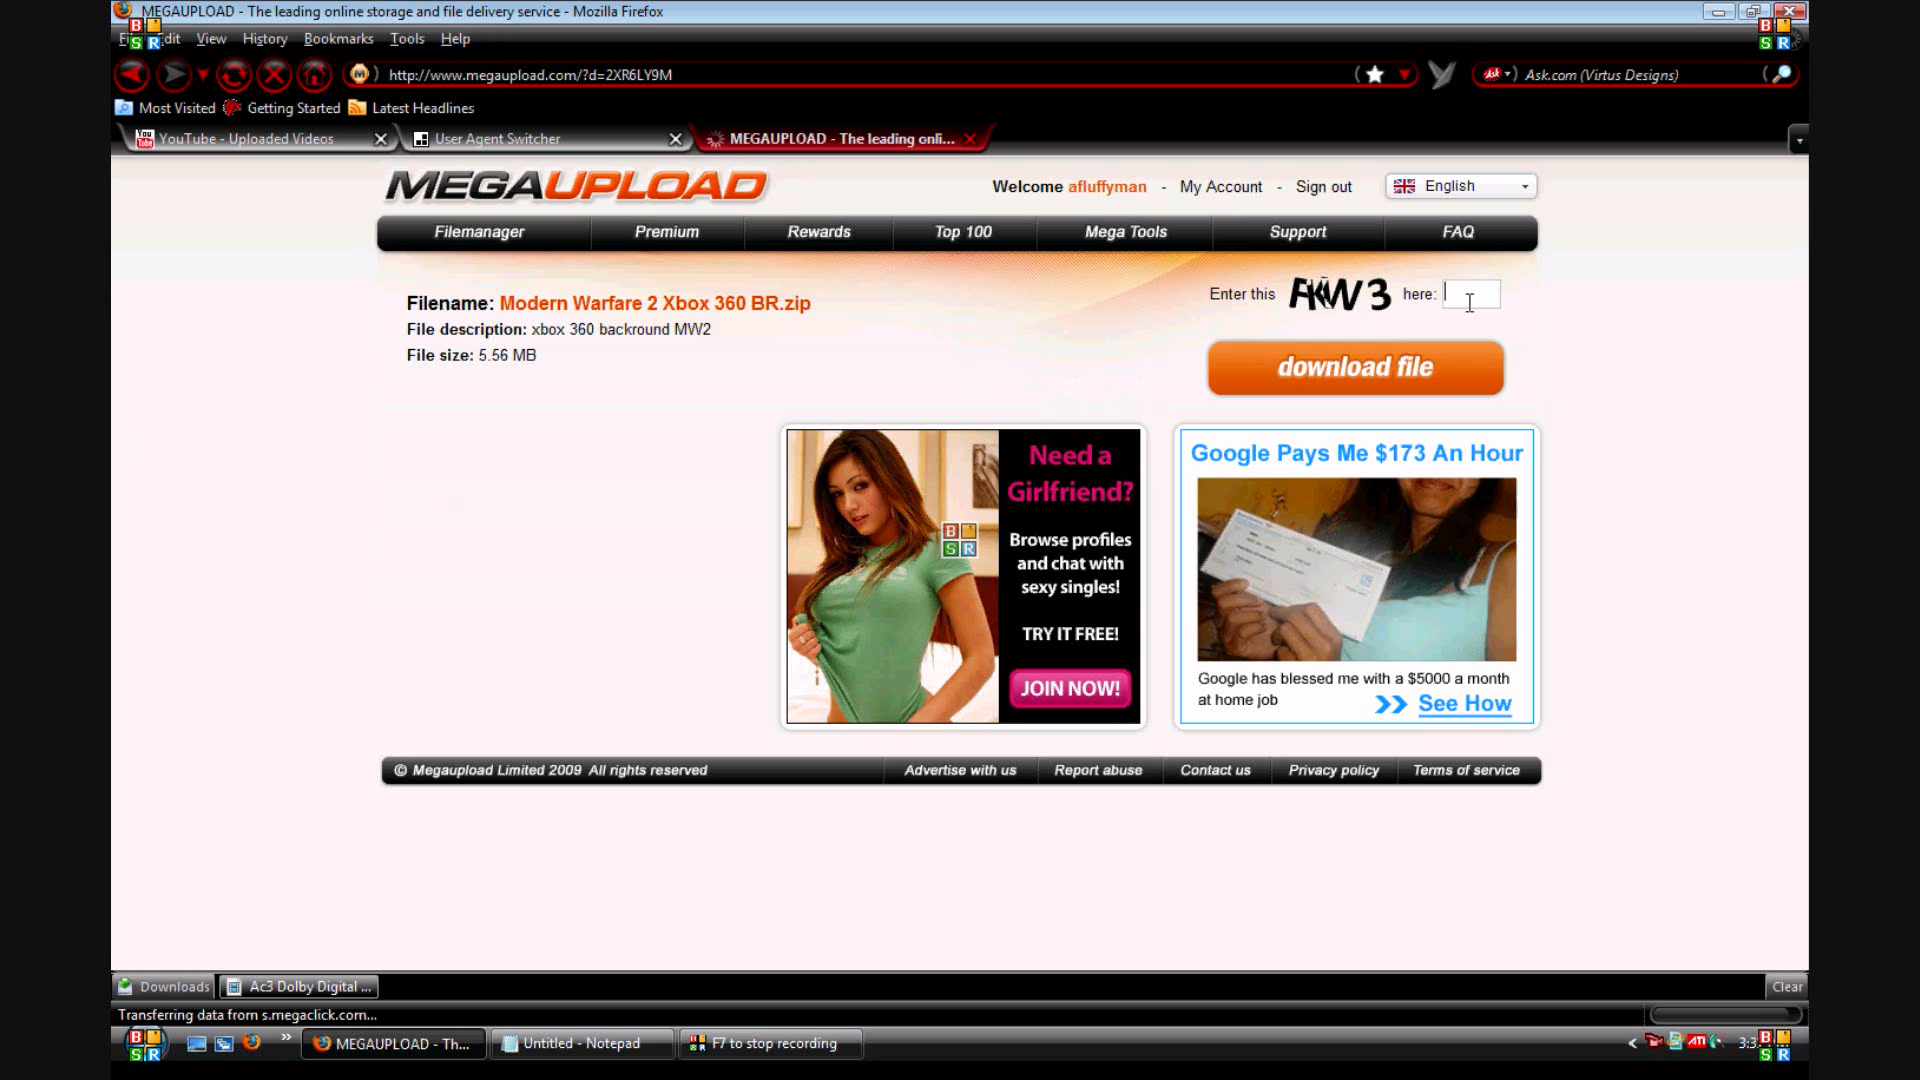 MEGAUPLOAD - The leading online storage and file delivery service - Mozilla Firefox
Edit View History Bookmarks Tools Help
http://www.megaupload.com/?d=2XR6LY9M
Ask.com (Virtus Designs)
Most Visited Getting Started Latest Headlines
YouTube - Uploaded Videos
User Agent Switcher
MEGAUPLOAD - The leading onli...
MEGAUPLOAD
Welcome afluffyman - My Account - Sign out
English
Filemanager Premium Rewards Top 100 Mega Tools Support FAQ
Filename: Modern Warfare 2 Xbox 360 BR.zip
File description: xbox 360 backround MW2
File size: 5.56 MB
Enter this here:
download file
Need a
Girlfriend?
Browse profiles
and chat with
sexy singles!
TRY IT FREE!
JOIN NOW!
BSR
Google Pays Me $173 An Hour
Google has blessed me with a $5000 a month
at home job
See How
© Megaupload Limited 2009 All rights reserved
Advertise with us Report abuse Contact us Privacy policy Terms of service
Downloads
Ac3 Dolby Digital ...
Clear
Transferring data from s.megaclick.com...
MEGAUPLOAD - Th...
Untitled - Notepad
F7 to stop recording
ATI